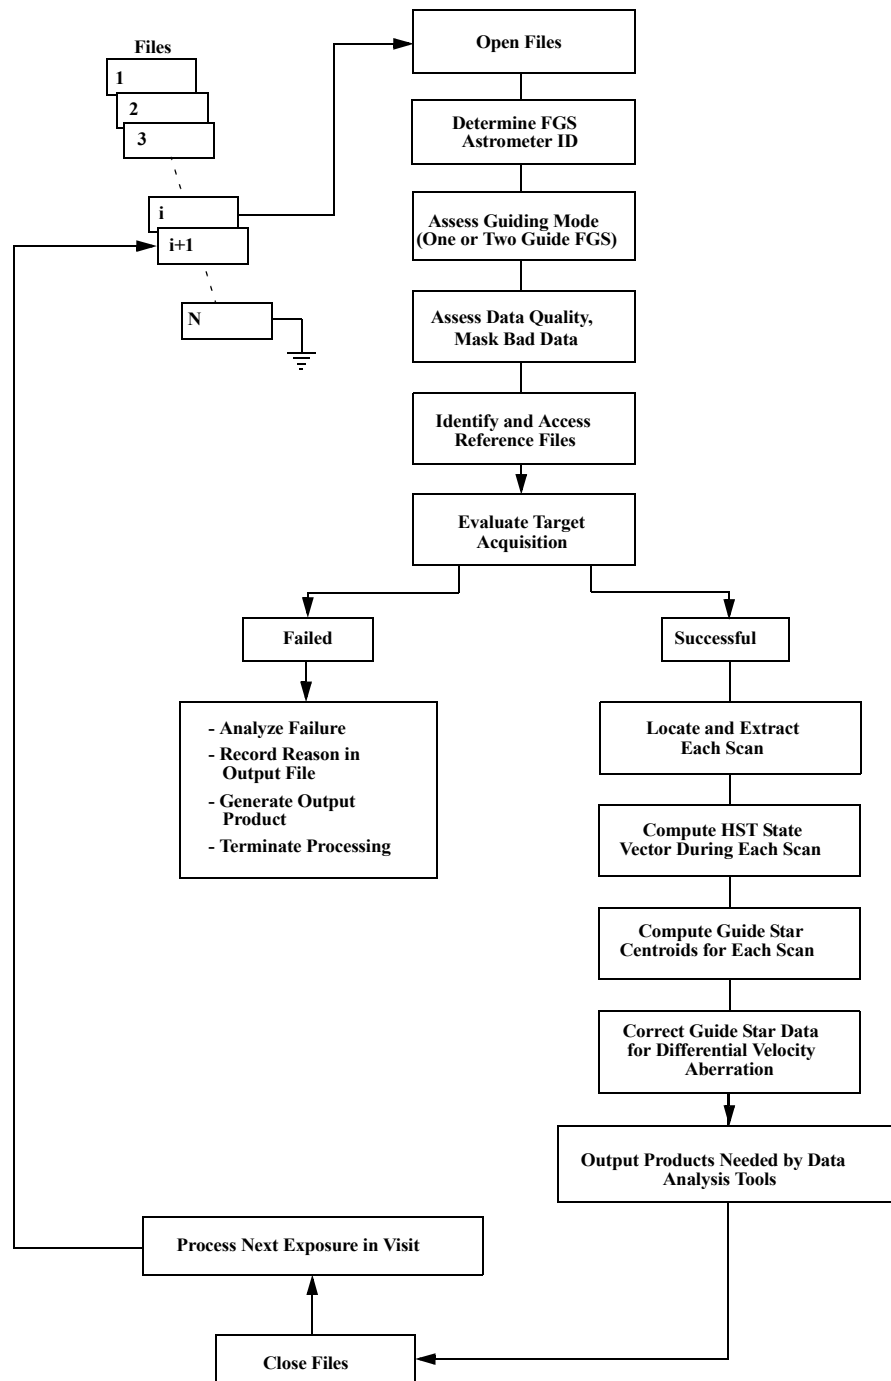 Files
1
2
3
i
i+1
N
Open Files
Determine FGS
Astrometer ID
Assess Guiding Mode
(One or Two Guide FGS)
Assess Data Quality,
Mask Bad Data
Identify and Access
Reference Files
Evaluate Target
Acquisition
Failed
- Analyze Failure
- Record Reason in
Output File
- Generate Output
Product
- Terminate Processing
Successful
Locate and Extract
Each Scan
Compute HST State
Vector During Each Scan
Compute Guide Star
Centroids for Each Scan
Correct Guide Star Data
for Differential Velocity
Aberration
Output Products Needed by Data
Analysis Tools
Process Next Exposure in Visit
Close Files